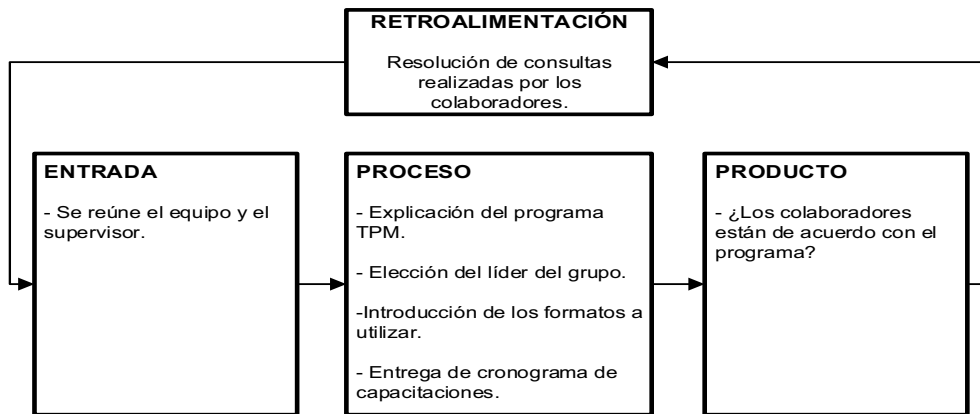 RETROALIMENTACIÓN
Resolución de consultas
realizadas por los
colaboradores.
ENTRADA
- Se reúne el equipo y el
supervisor.
PROCESO
- Explicación del programa
TPM.
- Elección del líder del grupo.
-Introducción de los formatos a
utilizar.
- Entrega de cronograma de
capacitaciones.
PRODUCTO
- ¿Los colaboradores
están de acuerdo con el
programa?